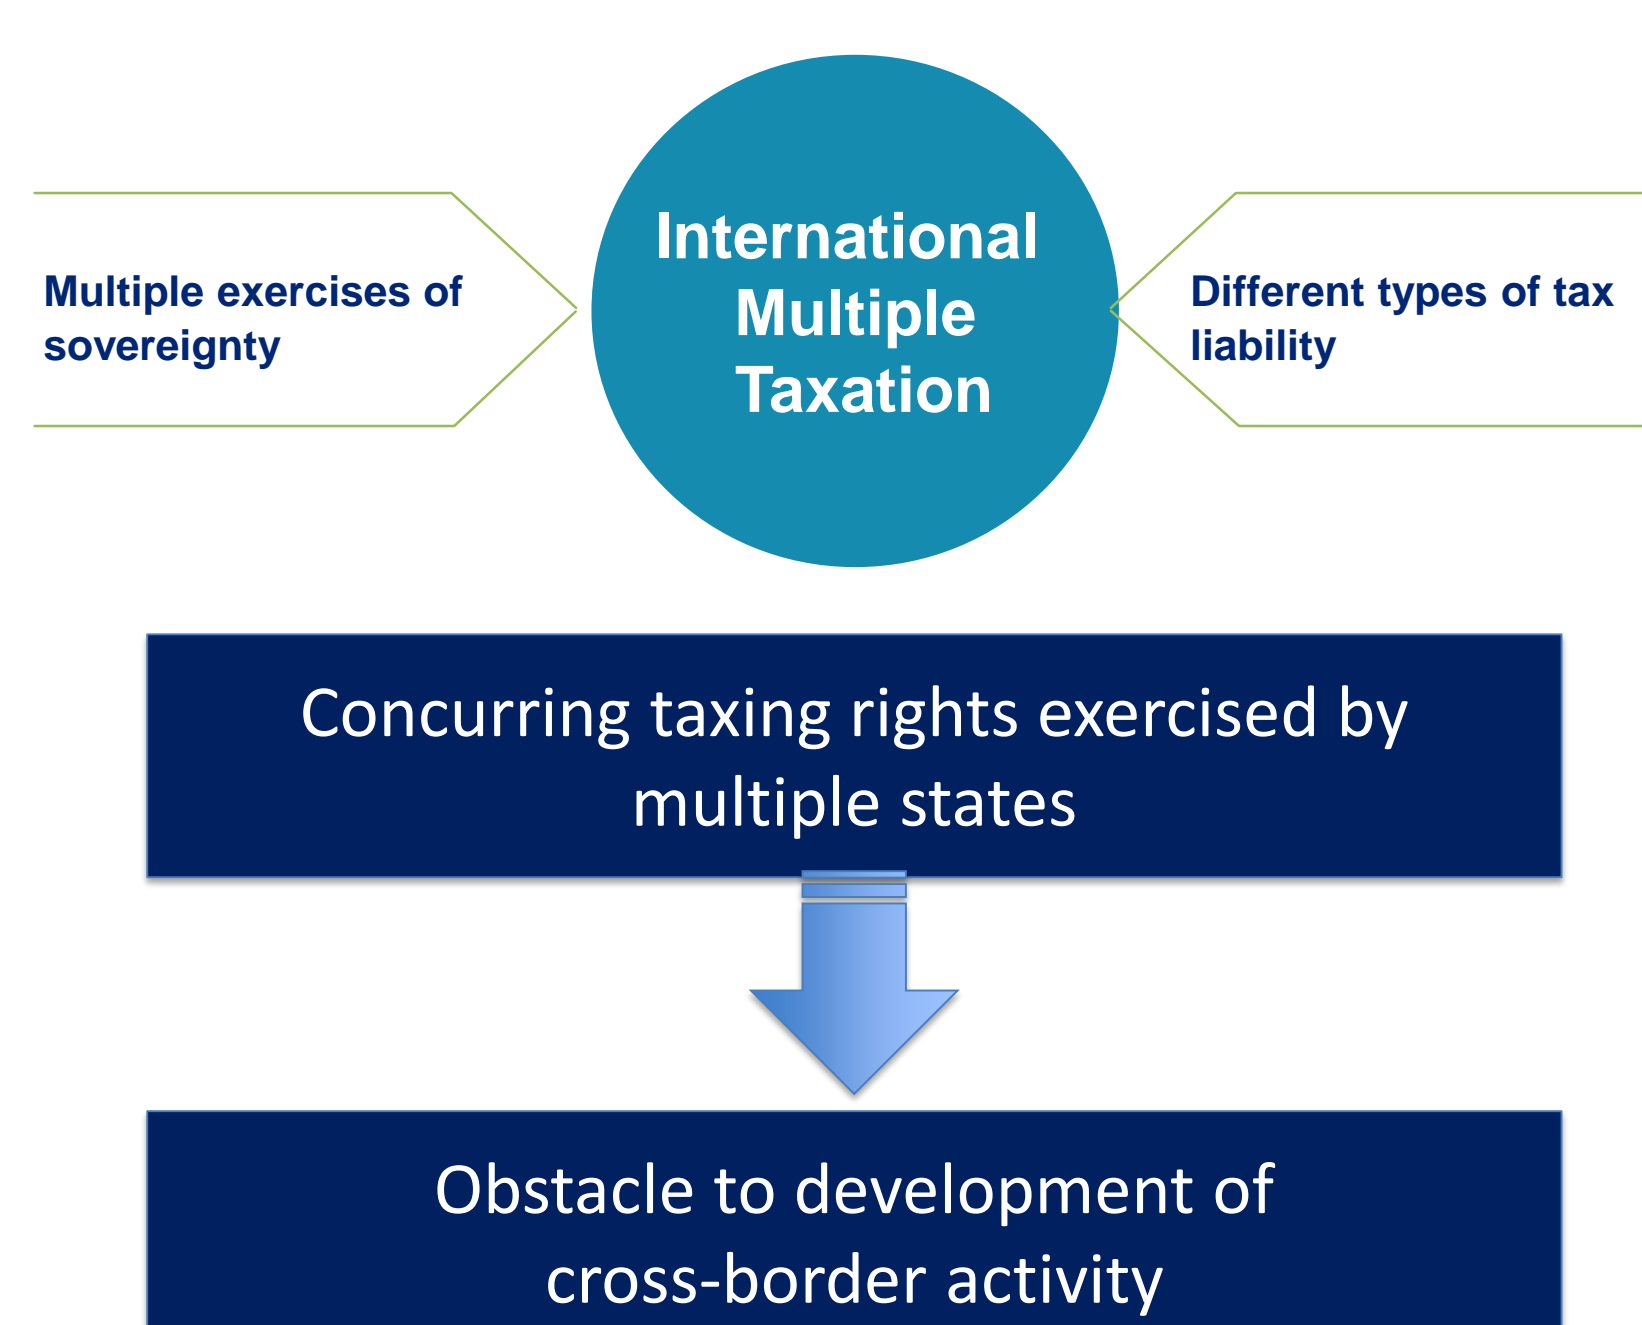 International
Multiple
Taxation
Multiple exercises of
sovereignty
Different types of tax
liability
Concurring taxing rights exercised by
multiple states
Obstacle to development of
cross-border activity